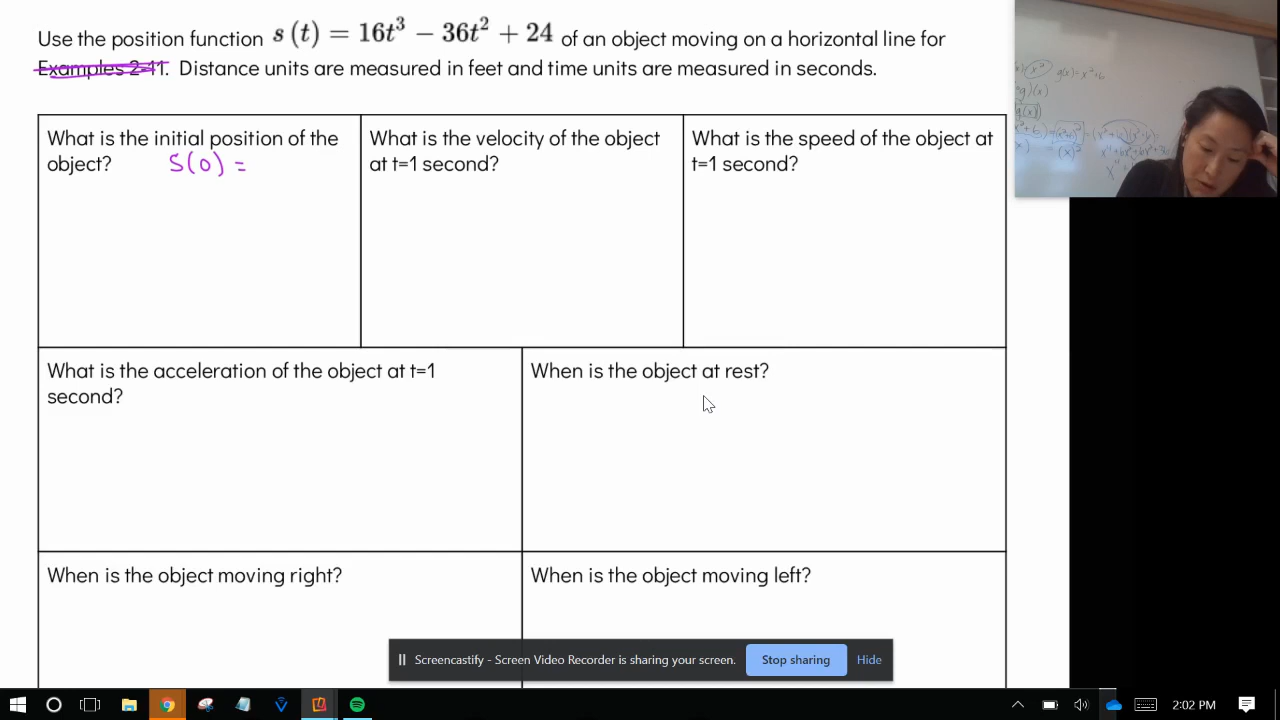 Use the position function s (t) = 16t³ − 36t² + 24 of an object moving on a horizontal line for
Examples 2-11. Distance units are measured in feet and time units are measured in seconds.
What is the initial position of the
object? S(0) =
What is the velocity of the object
at t=1 second?
What is the speed of the object at
t=1 second?
What is the acceleration of the object at t=1
second?
When is the object at rest?
When is the object moving right?
When is the object moving left?
Screencastify - Screen Video Recorder is sharing your screen.
Stop sharing
Hide
2:02 PM